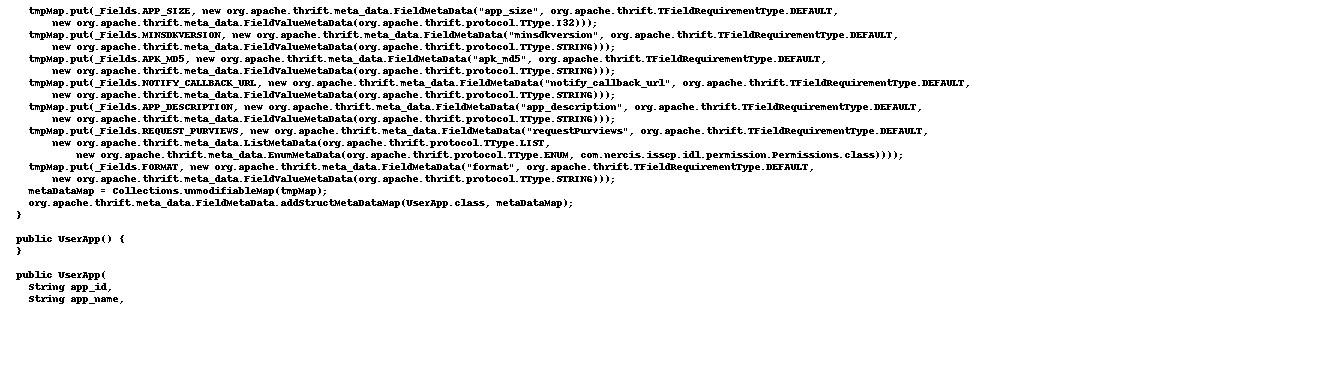 tmpMap.put(_Fields.APP_SIZE, new org.apache.thrift.meta_data.FieldMetaData("app_size", org.apache.thrift.TFieldRequirementType.DEFAULT,
new org.apache.thrift.meta_data.FieldValueMetaData(org.apache.thrift.protocol.TType.I32)));
tmpMap.put(_Fields.MINSDKVERSION, new org.apache.thrift.meta_data.FieldMetaData("minsdkversion", org.apache.thrift.TFieldRequirementType.DEFAULT,
new org.apache.thrift.meta_data.FieldValueMetaData(org.apache.thrift.protocol.TType.STRING)));
tmpMap.put(_Fields.APK_MD5, new org.apache.thrift.meta_data.FieldMetaData("apk_md5", org.apache.thrift.TFieldRequirementType.DEFAULT,
new org.apache.thrift.meta_data.FieldValueMetaData(org.apache.thrift.protocol.TType.STRING)));
tmpMap.put(_Fields.NOTIFY_CALLBACK_URL, new org.apache.thrift.meta_data.FieldMetaData("notify_callback_url", org.apache.thrift.TFieldRequirementType.DEFAULT,
new org.apache.thrift.meta_data.FieldValueMetaData(org.apache.thrift.protocol.TType.STRING)));
tmpMap.put(_Fields.APP_DESCRIPTION, new org.apache.thrift.meta_data.FieldMetaData("app_description", org.apache.thrift.TFieldRequirementType.DEFAULT,
new org.apache.thrift.meta_data.FieldValueMetaData(org.apache.thrift.protocol.TType.STRING)));
tmpMap.put(_Fields.REQUEST_PURVIEWS, new org.apache.thrift.meta_data.FieldMetaData("requestPurviews", org.apache.thrift.TFieldRequirementType.DEFAULT,
new org.apache.thrift.meta_data.ListMetaData(org.apache.thrift.protocol.TType.LIST,
new org.apache.thrift.meta_data.EnumMetaData(org.apache.thrift.protocol.TType.ENUM, com.nercis.isscp.idl.permission.Permissions.class))));
tmpMap.put(_Fields.FORMAT, new org.apache.thrift.meta_data.FieldMetaData("format", org.apache.thrift.TFieldRequirementType.DEFAULT,
new org.apache.thrift.meta_data.FieldValueMetaData(org.apache.thrift.protocol.TType.STRING)));
metaDataMap = Collections.unmodifiableMap(tmpMap);
org.apache.thrift.meta_data.FieldMetaData.addStructMetaDataMap(UserApp.class, metaDataMap);
}
public UserApp() {
}
public UserApp(
String app_id,
String app_name,